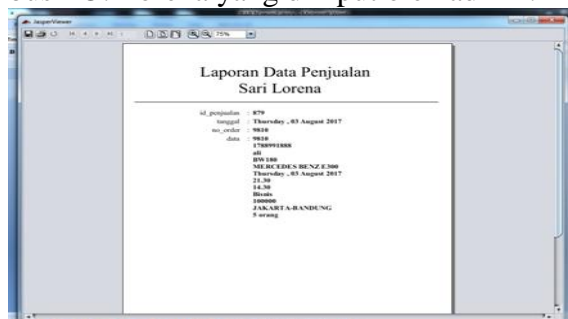 JasperViewer
75%
Laporan Data Penjualan
Sari Lorena
id_penjualan : 879
tanggal : Thursday , 03 August 2017
no_order : 9810
data : 9810
1788991888
ali
BW180
MERCEDES BENZ E300
Thursday , 03 August 2017
21.30
14.30
Bisnis
100000
JAKARTA-BANDUNG
5 orang